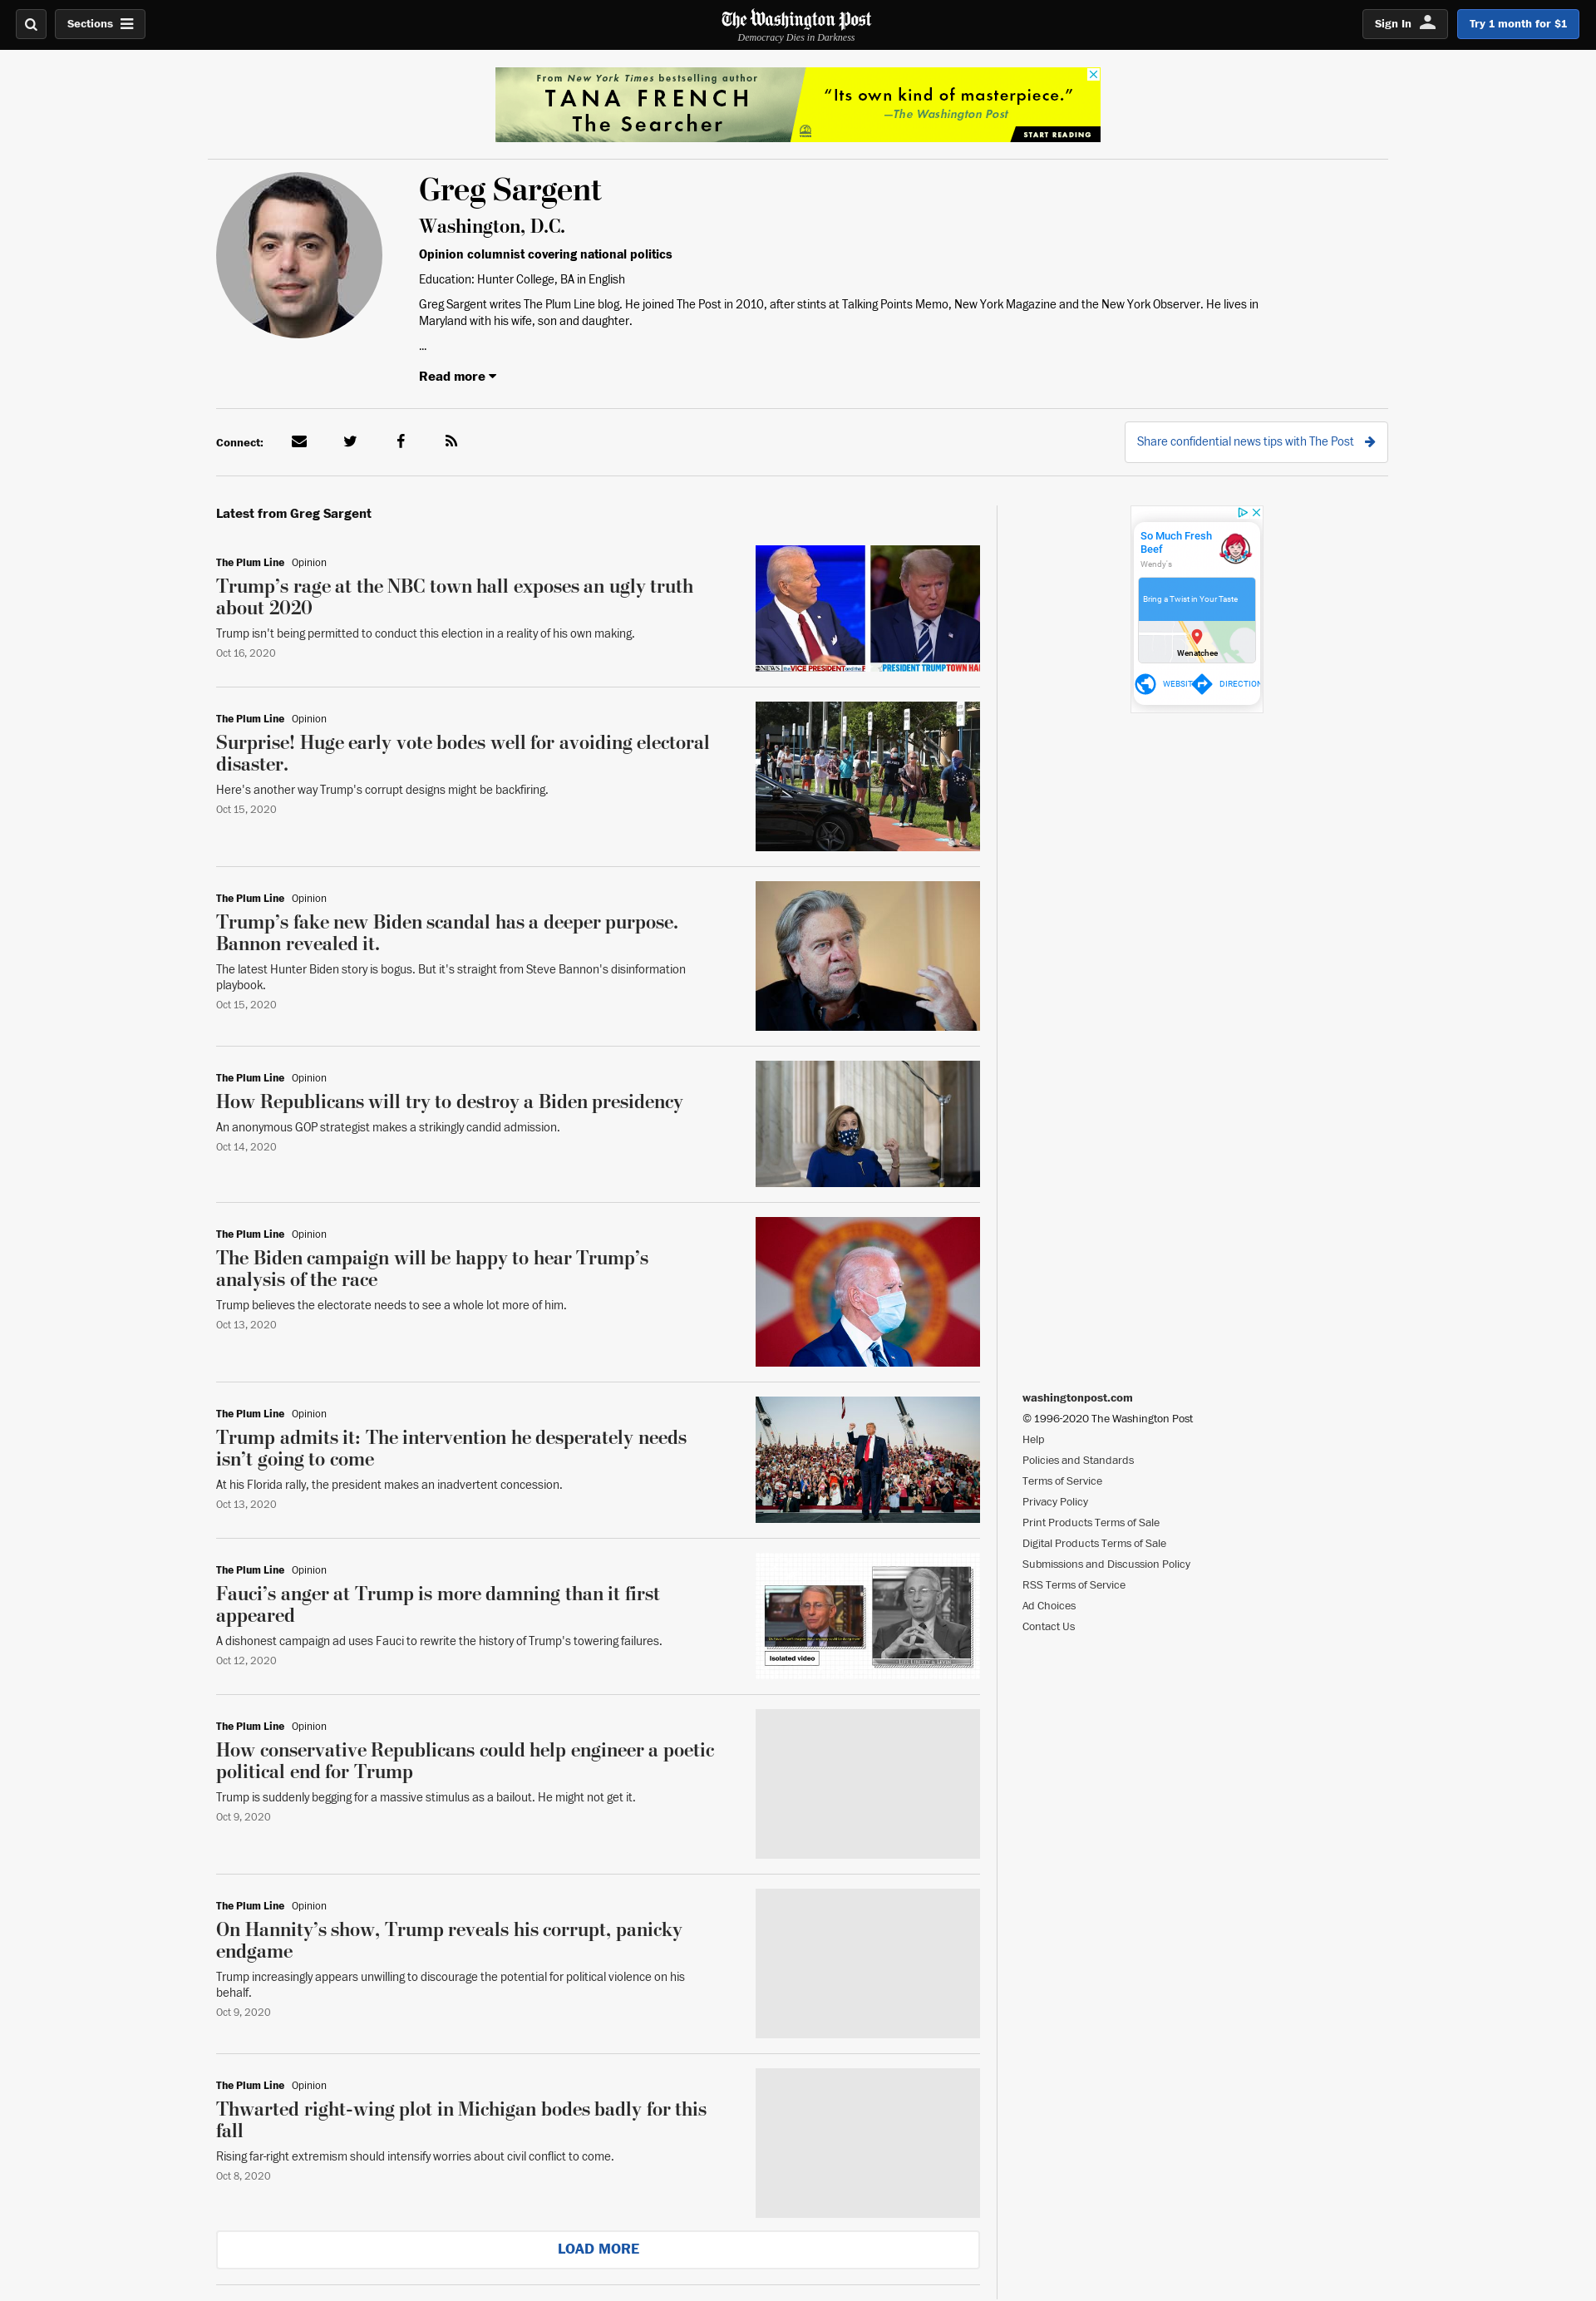 Sections
The Washington Post
Democracy Dies in Darkness
Sign In
Try 1 month for $1
From New York Times bestselling author
TANA FRENCH
The Searcher
“Its own kind of masterpiece.”
—The Washington Post
START READING
Greg Sargent
Washington, D.C.
Opinion columnist covering national politics
Education: Hunter College, BA in English
Greg Sargent writes The Plum Line blog. He joined The Post in 2010, after stints at Talking Points Memo, New York Magazine and the New York Observer. He lives in
Maryland with his wife, son and daughter.
...
Read more
Connect:
Share confidential news tips with The Post
Latest from Greg Sargent
The Plum Line Opinion
Trump’s rage at the NBC town hall exposes an ugly truth
about 2020
Trump isn't being permitted to conduct this election in a reality of his own making.
Oct 16, 2020
NEWS
VICE PRESIDENT and the
PRESIDENT TRUMP TOWN HA
The Plum Line Opinion
Surprise! Huge early vote bodes well for avoiding electoral
disaster.
Here's another way Trump's corrupt designs might be backfiring.
Oct 15, 2020
The Plum Line Opinion
Trump’s fake new Biden scandal has a deeper purpose.
Bannon revealed it.
The latest Hunter Biden story is bogus. But it's straight from Steve Bannon's disinformation
playbook.
Oct 15, 2020
The Plum Line Opinion
How Republicans will try to destroy a Biden presidency
An anonymous GOP strategist makes a strikingly candid admission.
Oct 14, 2020
The Plum Line Opinion
The Biden campaign will be happy to hear Trump’s
analysis of the race
Trump believes the electorate needs to see a whole lot more of him.
Oct 13, 2020
The Plum Line Opinion
Trump admits it: The intervention he desperately needs
isn’t going to come
At his Florida rally, the president makes an inadvertent concession.
Oct 13, 2020
The Plum Line Opinion
Fauci’s anger at Trump is more damning than it first
appeared
A dishonest campaign ad uses Fauci to rewrite the history of Trump's towering failures.
Oct 12, 2020
Isolated video
The Plum Line Opinion
How conservative Republicans could help engineer a poetic
political end for Trump
Trump is suddenly begging for a massive stimulus as a bailout. He might not get it.
Oct 9, 2020
The Plum Line Opinion
On Hannity’s show, Trump reveals his corrupt, panicky
endgame
Trump increasingly appears unwilling to discourage the potential for political violence on his
behalf.
Oct 9, 2020
The Plum Line Opinion
Thwarted right-wing plot in Michigan bodes badly for this
fall
Rising far-right extremism should intensify worries about civil conflict to come.
Oct 8, 2020
LOAD MORE
So Much Fresh
Beef
Wendy's
Bring a Twist in Your Taste
Wenatchee
WEBSIT
DIRECTION
washingtonpost.com
© 1996-2020 The Washington Post
Help
Policies and Standards
Terms of Service
Privacy Policy
Print Products Terms of Sale
Digital Products Terms of Sale
Submissions and Discussion Policy
RSS Terms of Service
Ad Choices
Contact Us